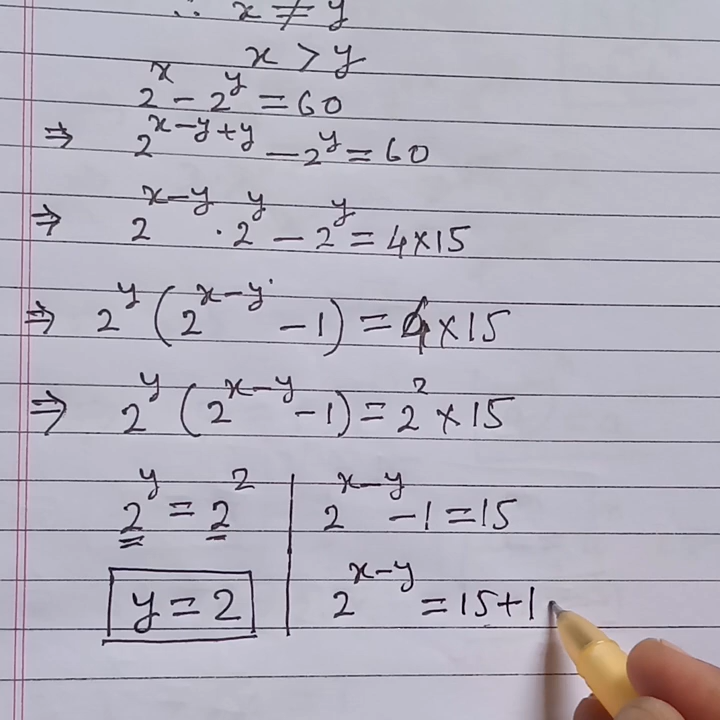 ∴ x ≠ y
x > y
2^x - 2^y = 60
⇒ 2^(x-y+y) - 2^y = 60
⇒ 2^(x-y) · 2^y - 2^y = 4×15
⇒ 2^y (2^(x-y) - 1) = 4×15
⇒ 2^y (2^(x-y) - 1) = 2^2 × 15
2^y = 2^2
y = 2
2^(x-y) - 1 = 15
2^(x-y) = 15+1